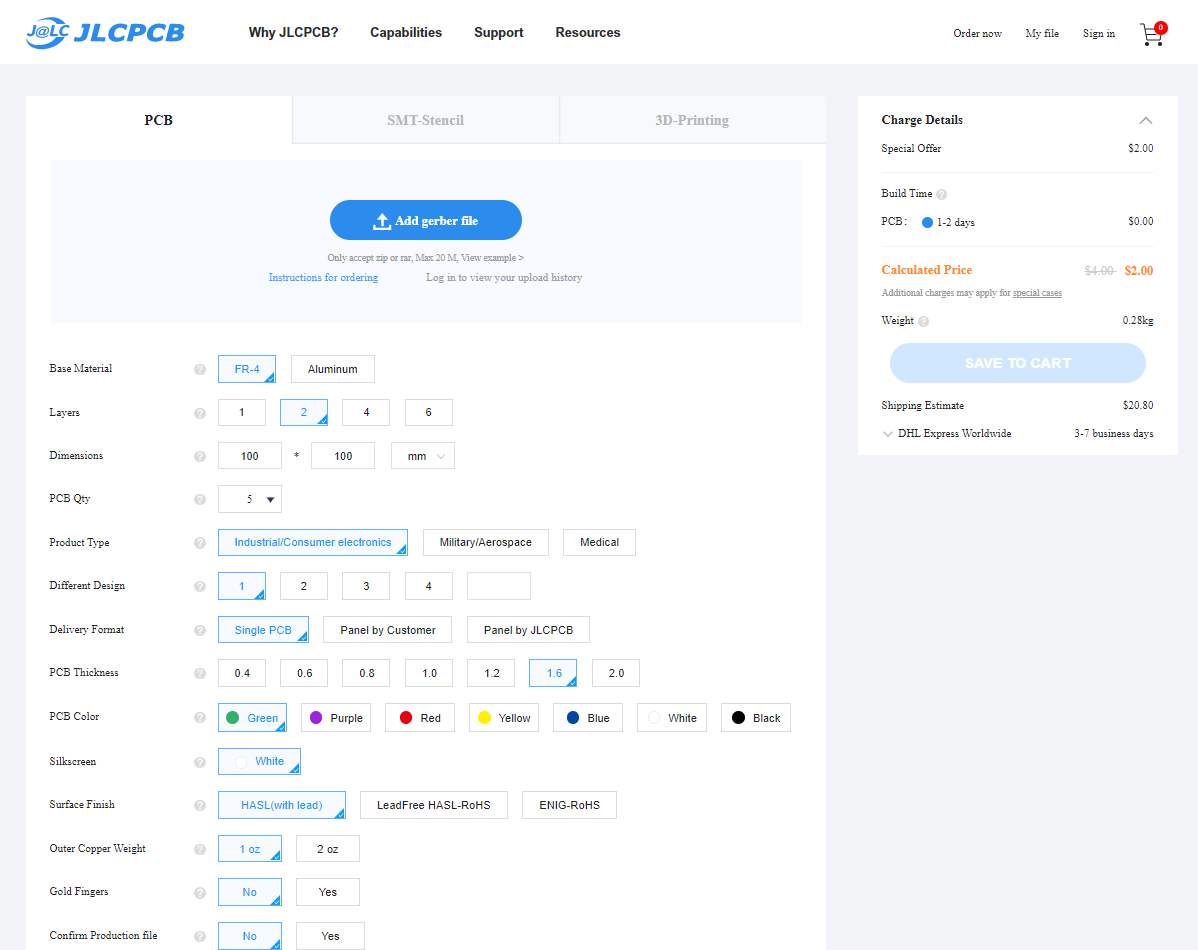 J@LC JLCPCB
Why JLCPCB? Capabilities Support Resources
Order now My file Sign in 0
PCB SMT-Stencil 3D-Printing
Add gerber file
Only accept zip or rar, Max 20 M, View example >
Instructions for ordering Log in to view your upload history
Base Material ? FR-4 Aluminum
Layers ? 1 2 4 6
Dimensions ? 100 * 100 mm
PCB Qty ? 5
Product Type ? Industrial/Consumer electronics Military/Aerospace Medical
Different Design ? 1 2 3 4
Delivery Format ? Single PCB Panel by Customer Panel by JLCPCB
PCB Thickness ? 0.4 0.6 0.8 1.0 1.2 1.6 2.0
PCB Color ? Green Purple Red Yellow Blue White Black
Silkscreen ? White
Surface Finish ? HASL(with lead) LeadFree HASL-RoHS ENIG-RoHS
Outer Copper Weight ? 1 oz 2 oz
Gold Fingers ? No Yes
Confirm Production file ? No Yes
Charge Details
Special Offer $2.00
Build Time ?
PCB: 1-2 days $0.00
Calculated Price $4.00 $2.00
Additional charges may apply for special cases
Weight ? 0.28kg
SAVE TO CART
Shipping Estimate $20.80
DHL Express Worldwide 3-7 business days